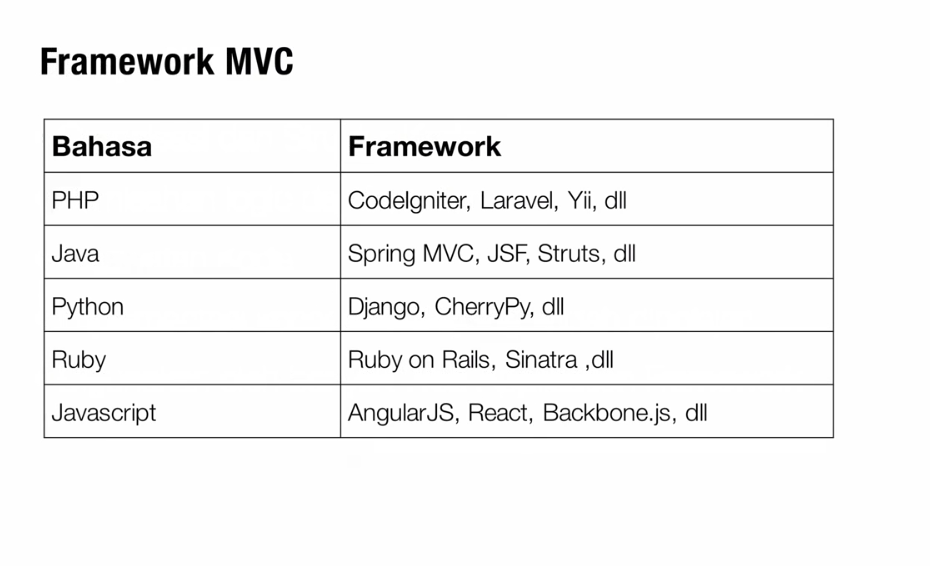 Framework MVC
Bahasa Framework
PHP CodeIgniter, Laravel, Yii, dll
Java Spring MVC, JSF, Struts, dll
Python Django, CherryPy, dll
Ruby Ruby on Rails, Sinatra ,dll
Javascript AngularJS, React, Backbone.js, dll